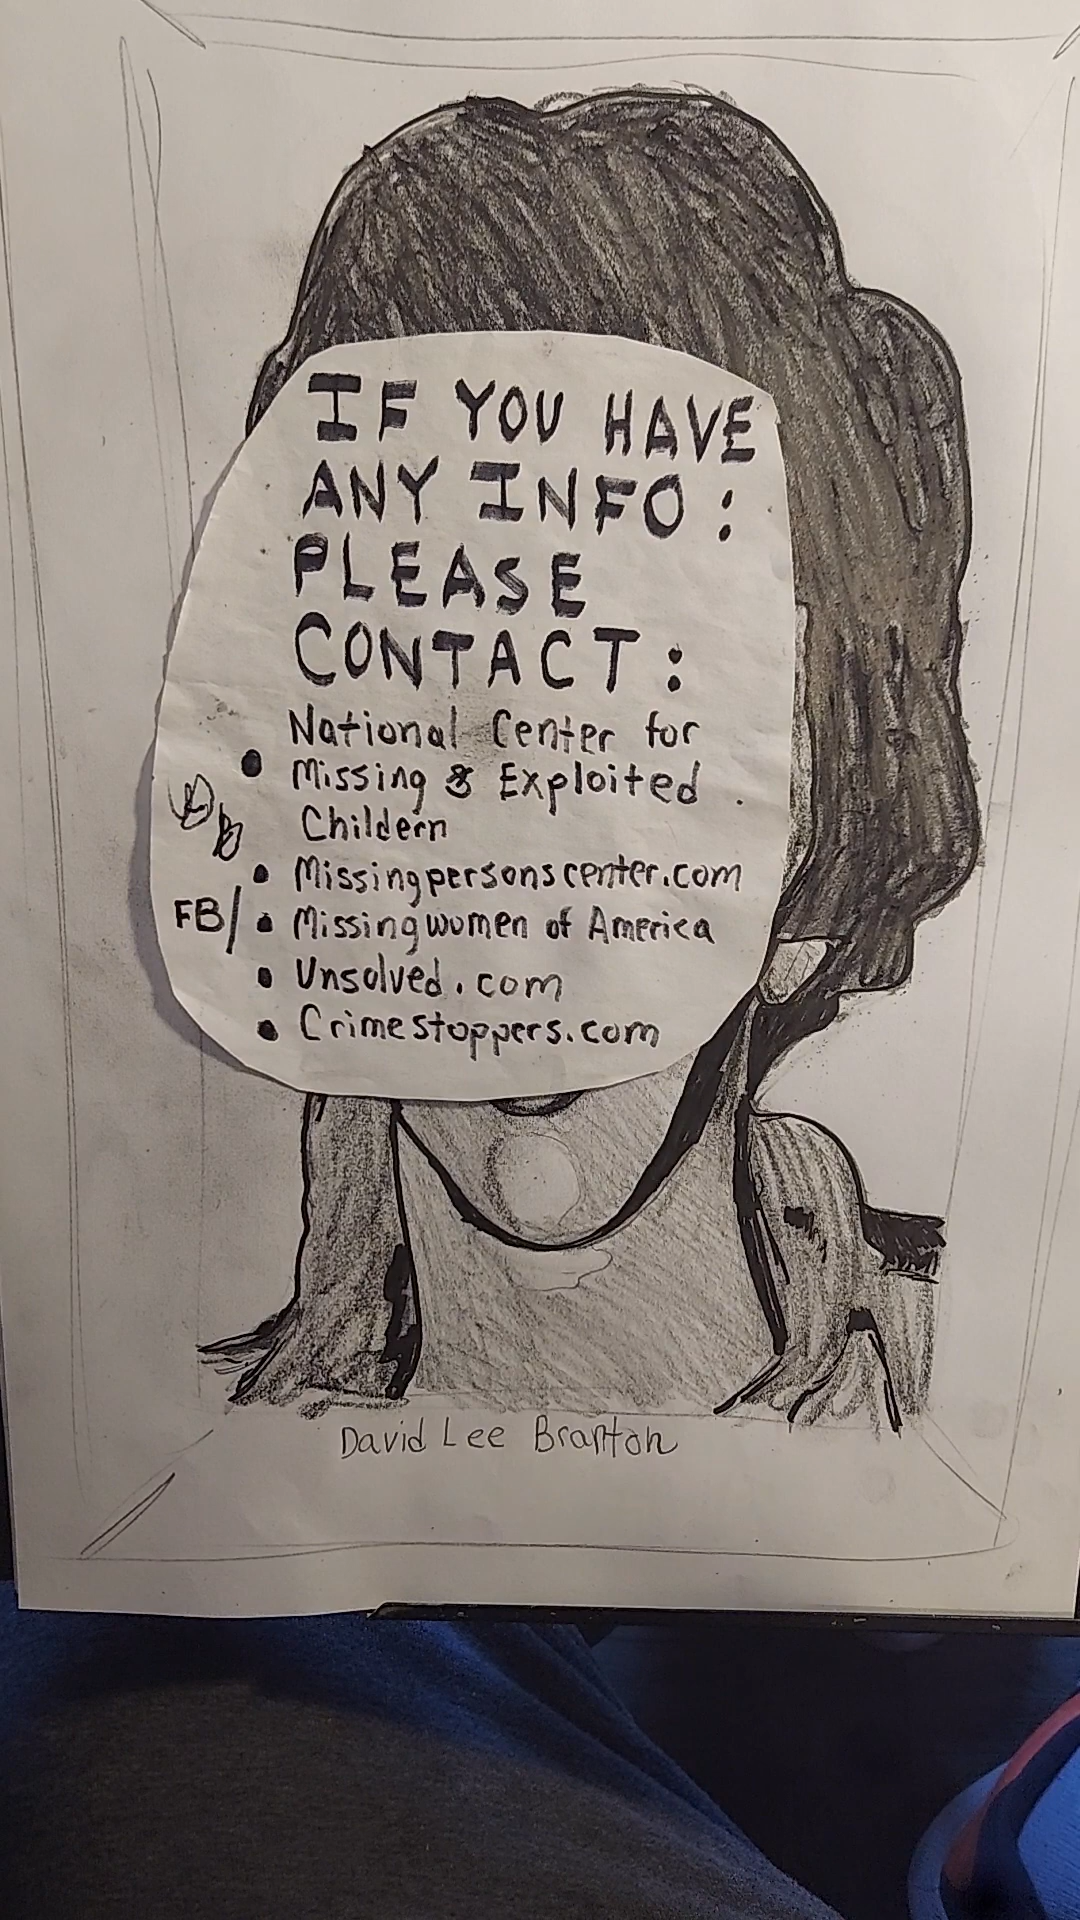 IF YOU HAVE
ANY INFO:
PLEASE
CONTACT:
National Center for
• Missing & Exploited
Childern
• Missingpersonscenter.com
FB/ • Missingwomen of America
• Unsolved.com
• Crimestoppers.com
David Lee Branton